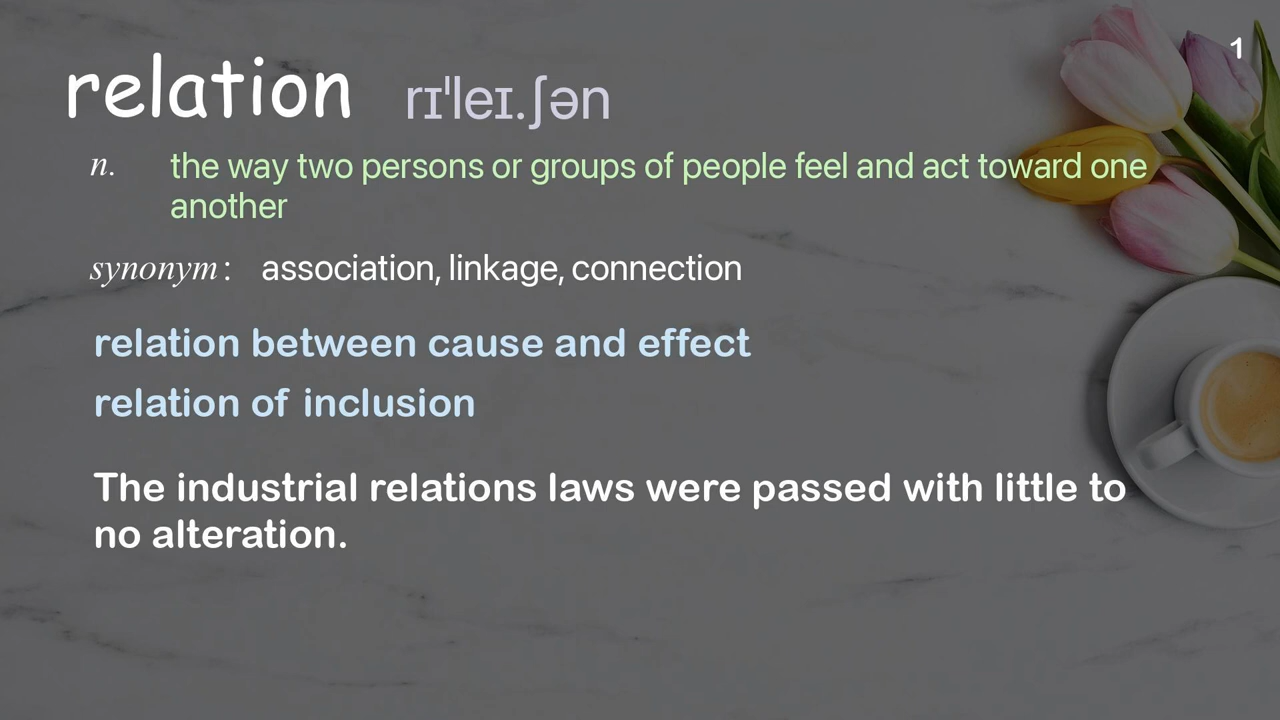 1
relation rɪˈleɪ.ʃən
n. the way two persons or groups of people feel and act toward one
another
synonym: association, linkage, connection
relation between cause and effect
relation of inclusion
The industrial relations laws were passed with little to
no alteration.